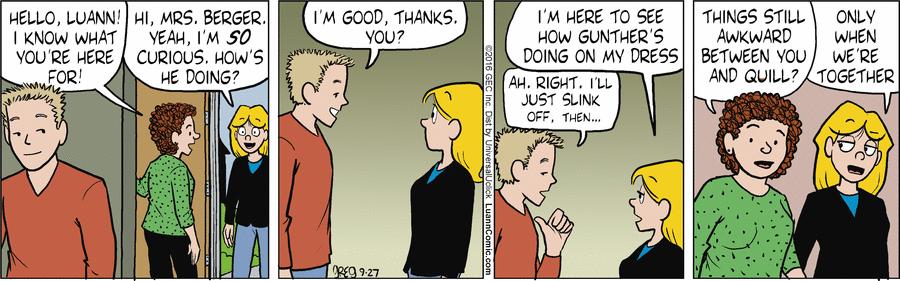 HELLO, LUANN!
I KNOW WHAT
YOU'RE HERE
FOR!
HI, MRS. BERGER.
YEAH, I'M SO
CURIOUS. HOW'S
HE DOING?
I'M GOOD, THANKS.
YOU?
GREG 9-27
©2016 GEC Inc. Dist by UniversalUclick LuannComic.com
I'M HERE TO SEE
HOW GUNTHER'S
DOING ON MY DRESS
AH. RIGHT. I'LL
JUST SLINK
OFF, THEN...
THINGS STILL
AWKWARD
BETWEEN YOU
AND QUILL?
ONLY
WHEN
WE'RE
TOGETHER